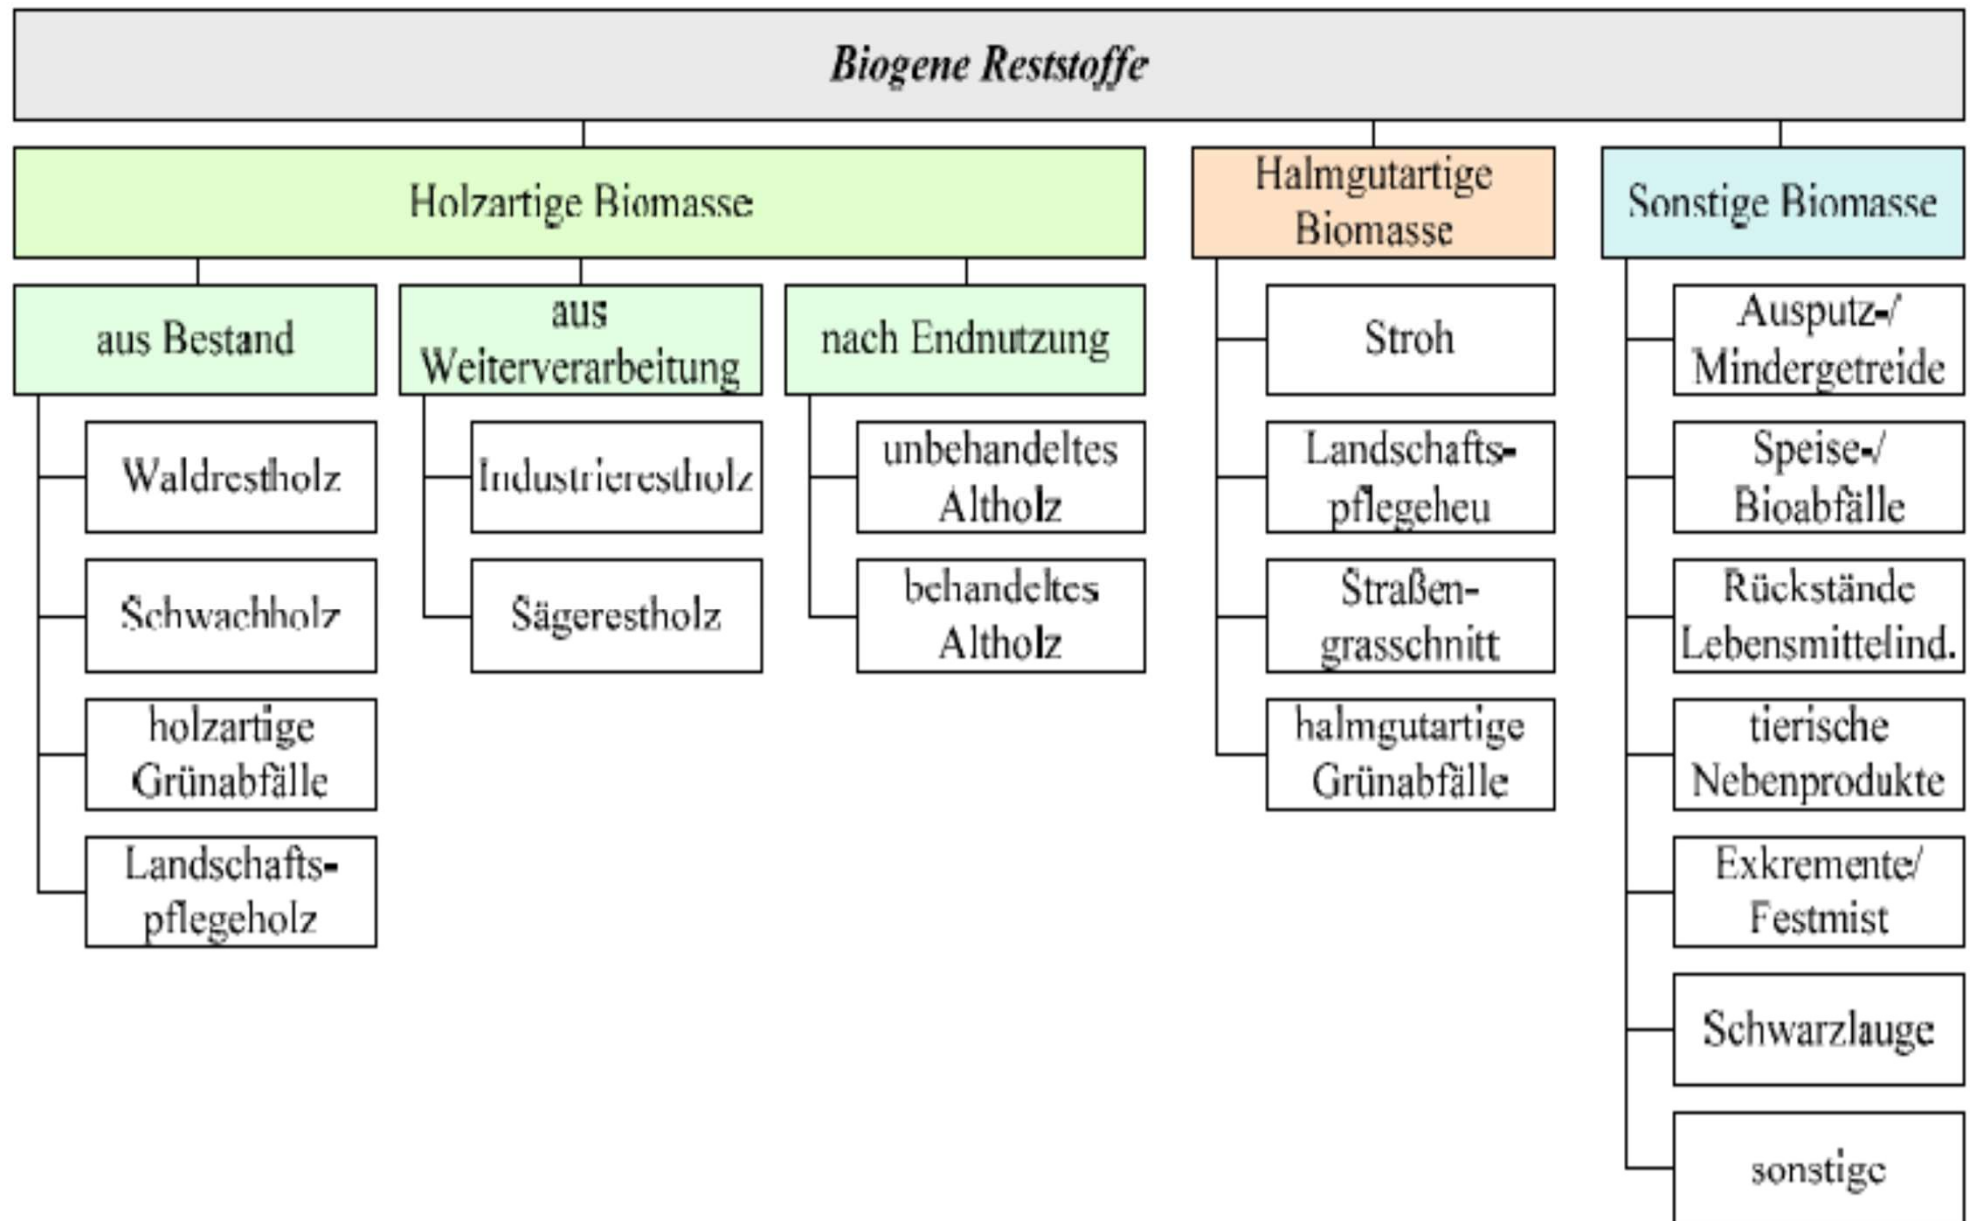 Biogene Reststoffe
Holzartige Biomasse
Halmgutartige
Biomasse
Sonstige Biomasse
aus Bestand
aus
Weiterverarbeitung
nach Endnutzung
Waldrestholz
Schwachholz
holzartige
Grünabfälle
Landschafts-
pflegeholz
Industrierestholz
Sägerestholz
unbehandeltes
Altholz
behandeltes
Altholz
Stroh
Landschafts-
pflegeheu
Straßen-
grasschnitt
halmgutartige
Grünabfälle
Ausputz-/
Mindergetreide
Speise-/
Bioabfälle
Rückstände
Lebensmittelind.
tierische
Nebenprodukte
Exkremente/
Festmist
Schwarzlauge
sonstige